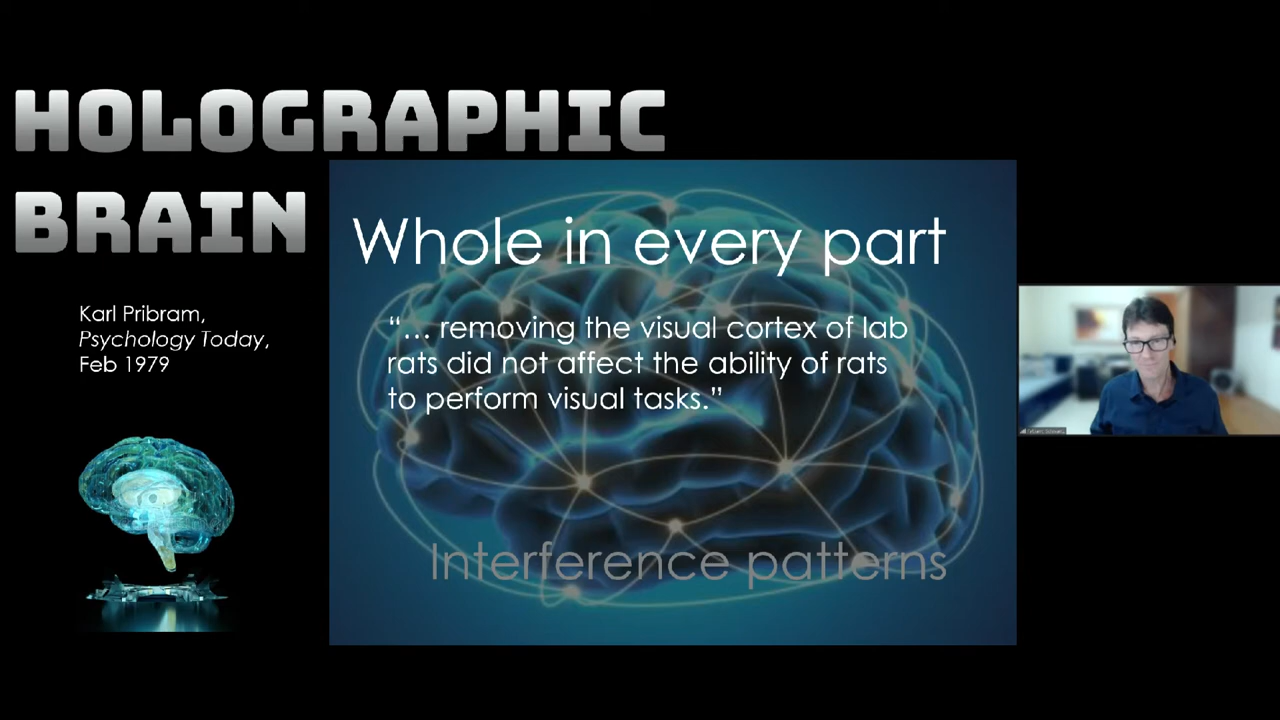 HOLOGRAPHIC
BRAIN
Karl Pribram,
Psychology Today,
Feb 1979
Whole in every part
“... removing the visual cortex of lab
rats did not affect the ability of rats
to perform visual tasks.”
Interference patterns